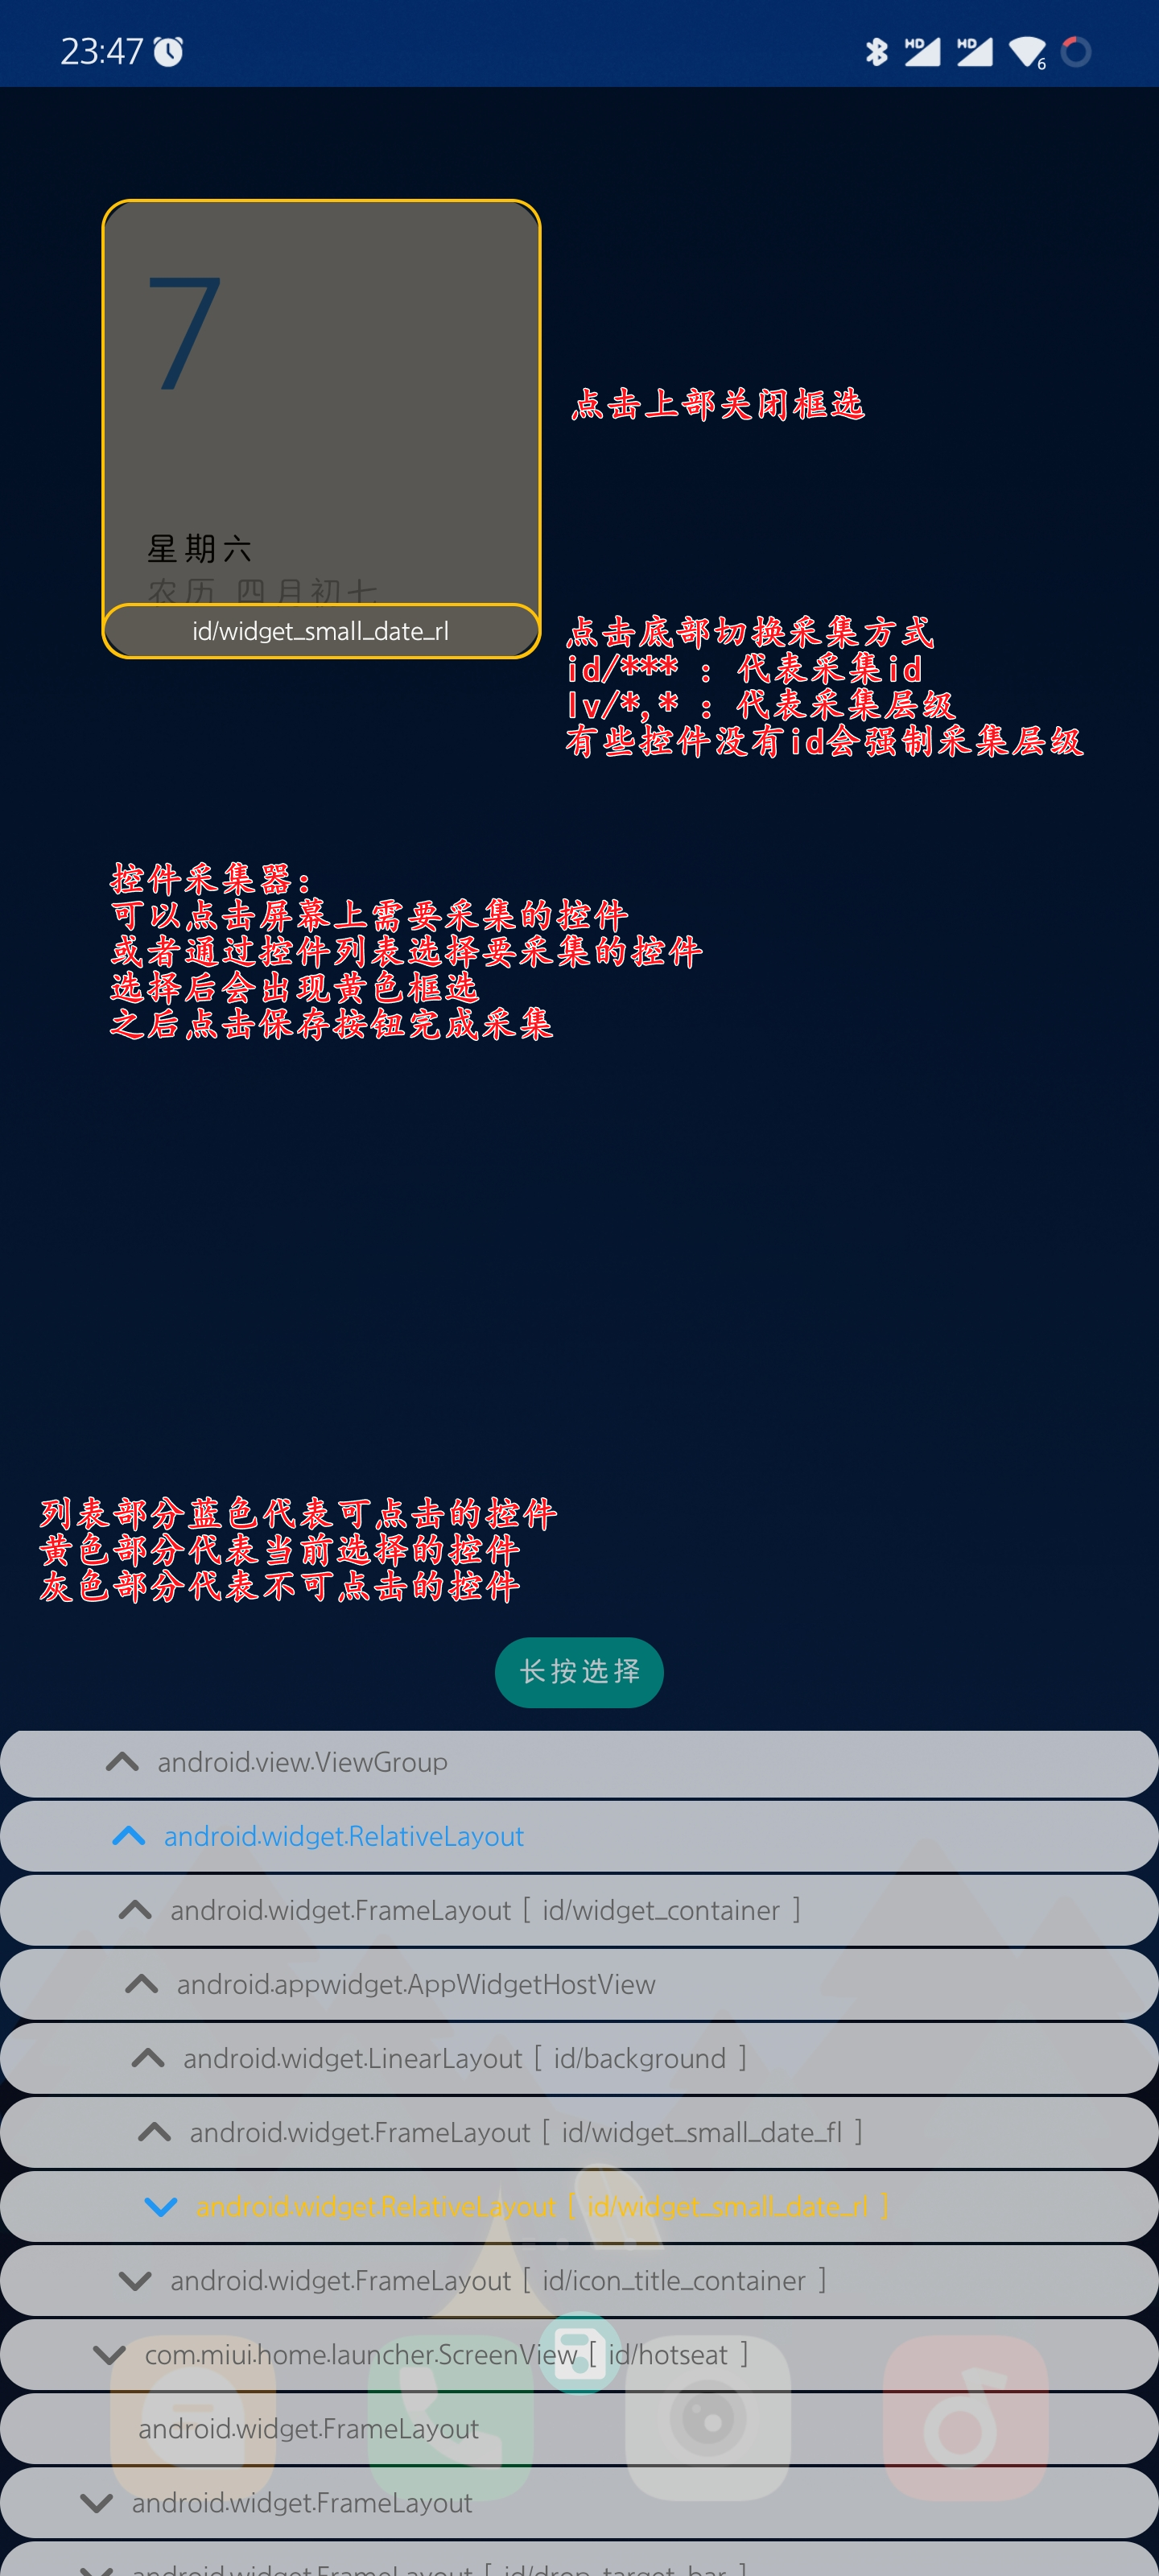 23:47
HD HD 6
7
点击上部关闭框选
星期六
农历 四月初七
id/widget_small_date_rl
点击底部切换采集方式
id/*** : 代表采集id
lv/*,* : 代表采集层级
有些控件没有id会强制采集层级
控件采集器:
可以点击屏幕上需要采集的控件
或者通过控件列表选择要采集的控件
选择后会出现黄色框选
之后点击保存按钮完成采集
列表部分蓝色代表可点击的控件
黄色部分代表当前选择的控件
灰色部分代表不可点击的控件
长按选择
android.view.ViewGroup
android.widget.RelativeLayout
android.widget.FrameLayout [ id/widget_container ]
android.appwidget.AppWidgetHostView
android.widget.LinearLayout [ id/background ]
android.widget.FrameLayout [ id/widget_small_date_fl ]
android.widget.RelativeLayout [ id/widget_small_date_rl ]
android.widget.FrameLayout [ id/icon_title_container ]
com.miui.home.launcher.ScreenView [ id/hotseat ]
android.widget.FrameLayout
android.widget.FrameLayout
android.widget.FrameLayout [ id/drop_target_bar ]